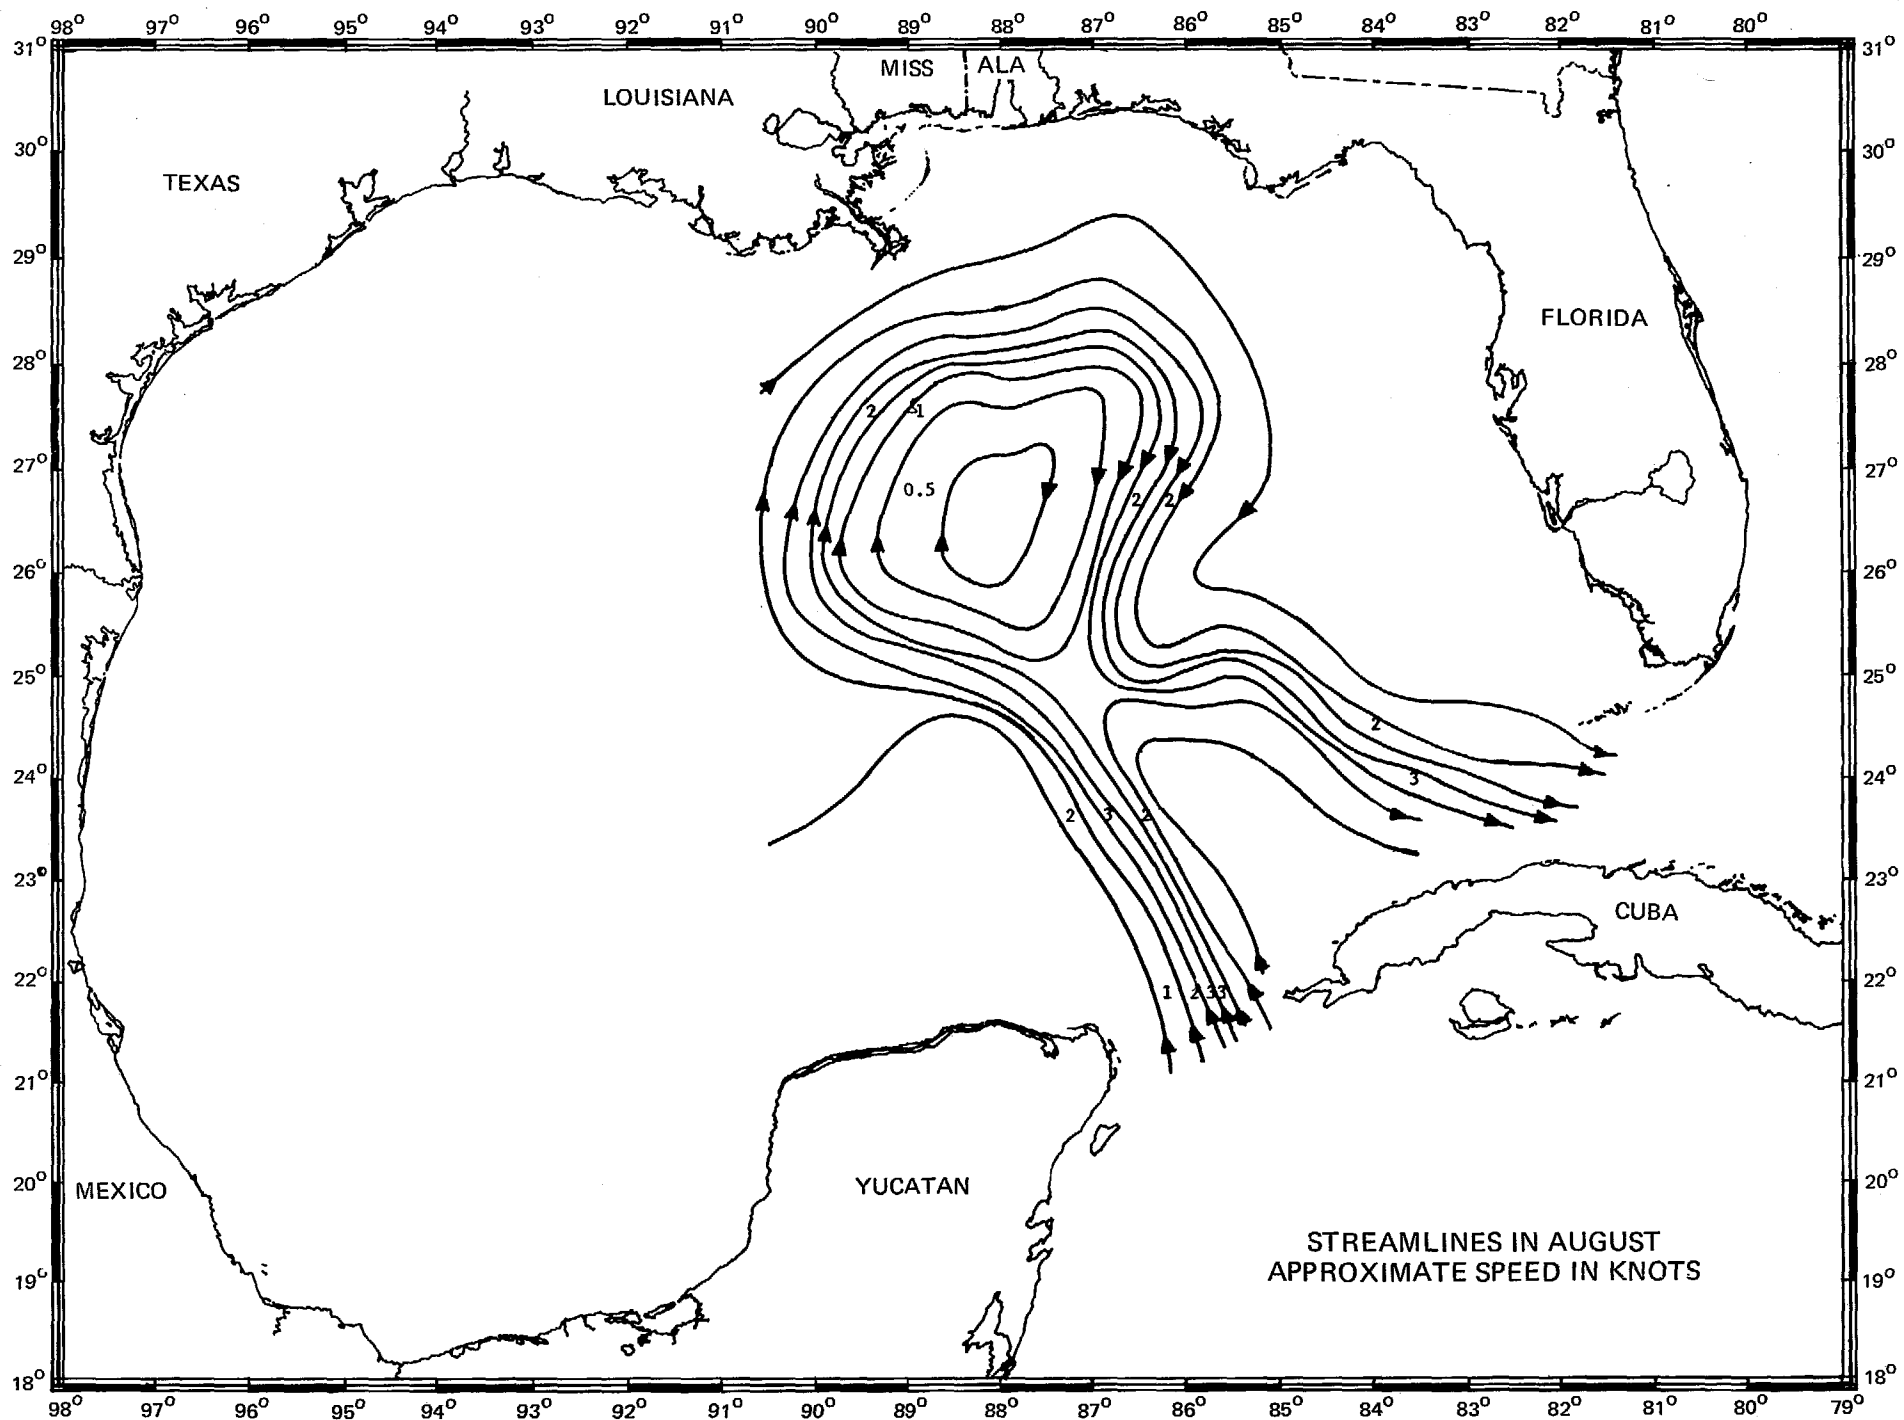 98° 97° 96° 95° 94° 93° 92° 91° 90° 89° 88° 87° 86° 85° 84° 83° 82° 81° 80°
31° 31°
MISS ALA
LOUISIANA
30° 30°
TEXAS
29° 29°
FLORIDA
28° 28°
2 1
27° 27°
0.5 2 2
26° 26°
25° 25°
2
24° 3 24°
2 3 2
23° 23°
CUBA
22° 1 2 3 3 22°
21° 21°
20° 20°
MEXICO YUCATAN
STREAMLINES IN AUGUST
19° APPROXIMATE SPEED IN KNOTS 19°
18° 18°
98° 97° 96° 95° 94° 93° 92° 91° 90° 89° 88° 87° 86° 85° 84° 83° 82° 81° 80° 79°